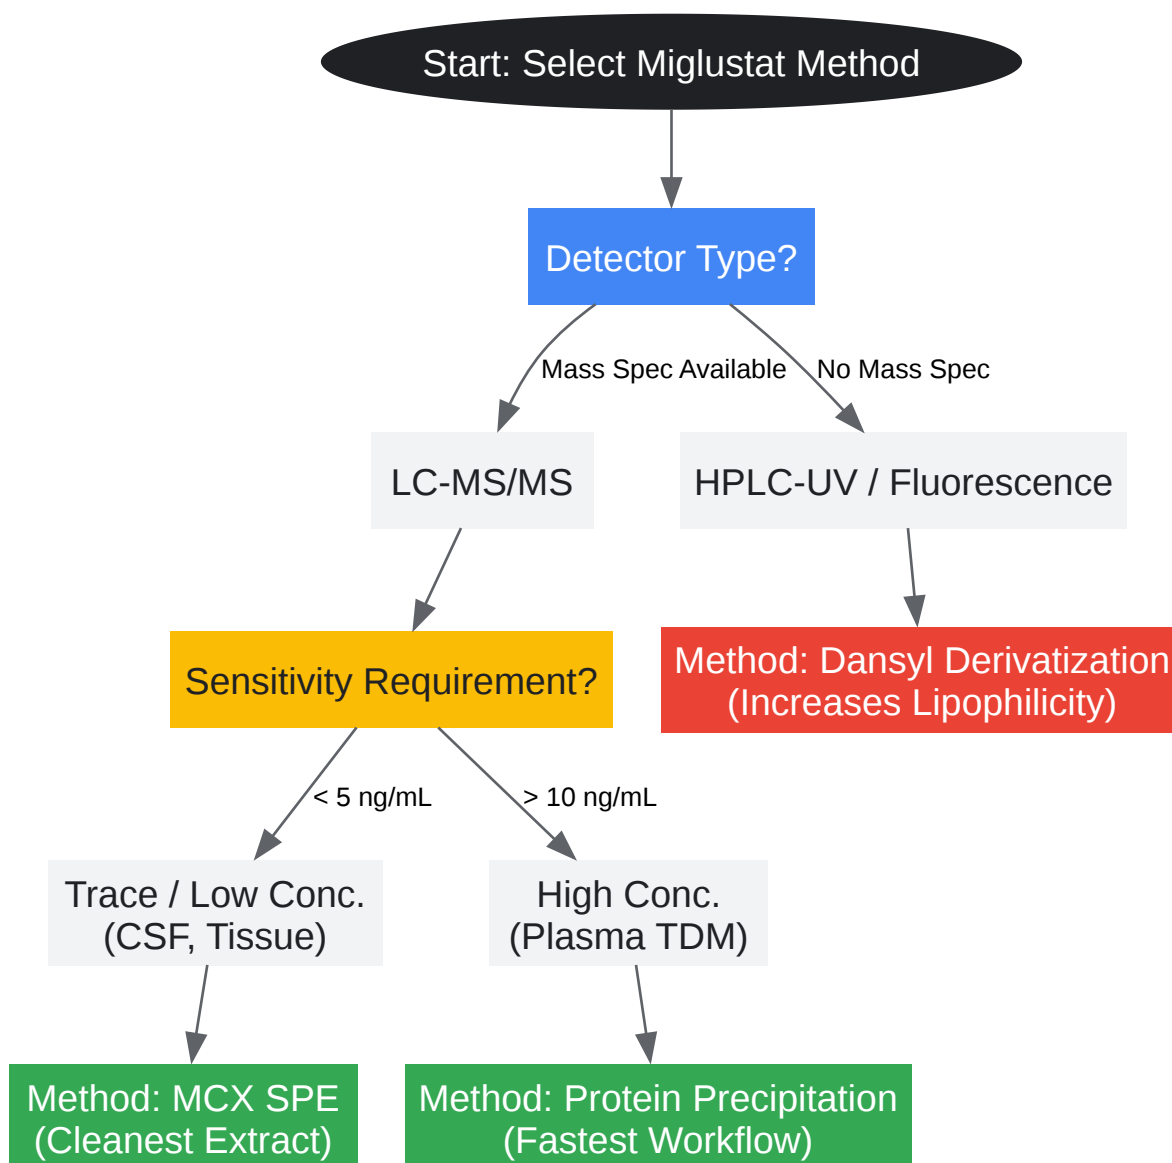 Start: Select Miglustat Method
Detector Type?
Mass Spec Available
No Mass Spec
LC-MS/MS
HPLC-UV / Fluorescence
Sensitivity Requirement?
Method: Dansyl Derivatization
(Increases Lipophilicity)
< 5 ng/mL
> 10 ng/mL
Trace / Low Conc.
(CSF, Tissue)
High Conc.
(Plasma TDM)
Method: MCX SPE
(Cleanest Extract)
Method: Protein Precipitation
(Fastest Workflow)